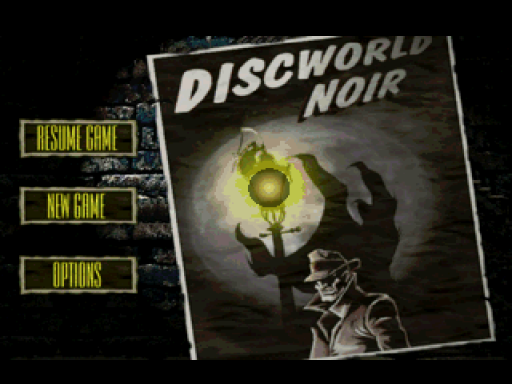 DISCWORLD
NOIR
RESUME GAME
NEW GAME
OPTIONS